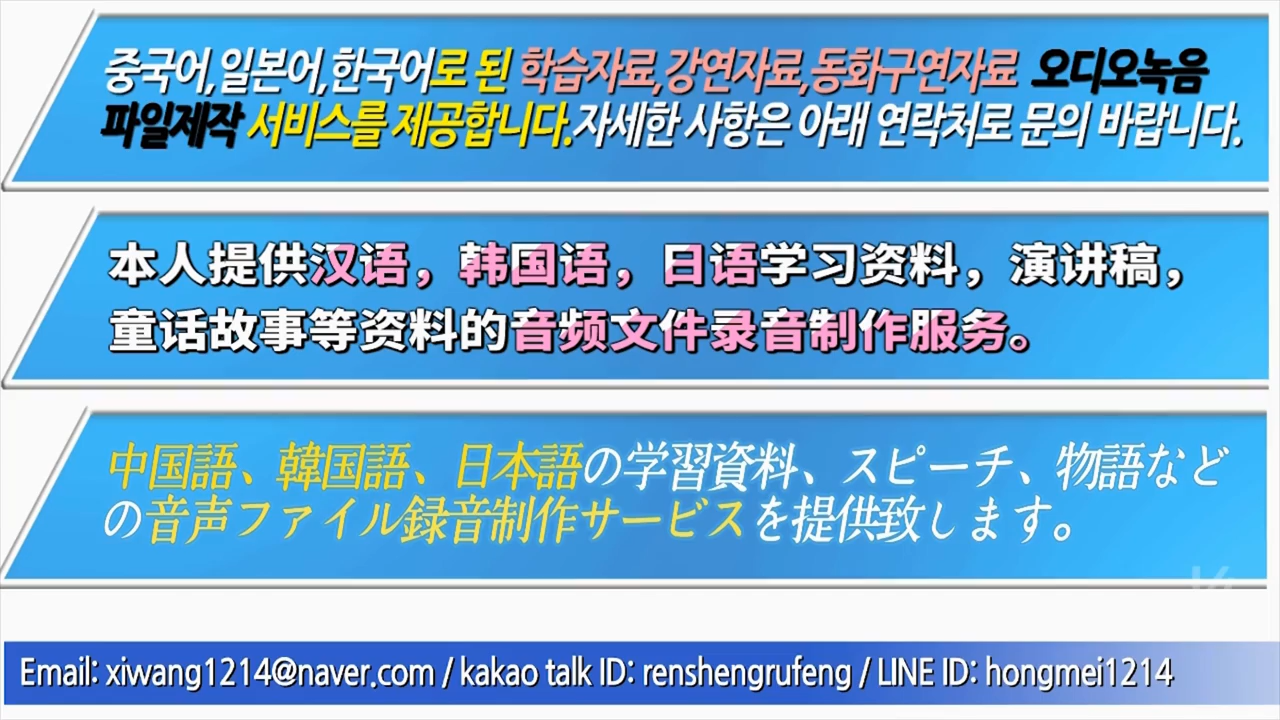 중국어,일본어,한국어로 된 학습자료,강연자료,동화구연자료 오디오녹음
파일제작 서비스를 제공합니다.자세한 사항은 아래 연락처로 문의 바랍니다.
本人提供汉语，韩国语，日语学习资料，演讲稿，
童话故事等资料的音频文件录音制作服务。
中国語、韓国語、日本語の学習資料、スピーチ、物語など
の音声ファイル録音制作サービスを提供致します。
Email: xiwang1214@naver.com / kakao talk ID: renshengrufeng / LINE ID: hongmei1214